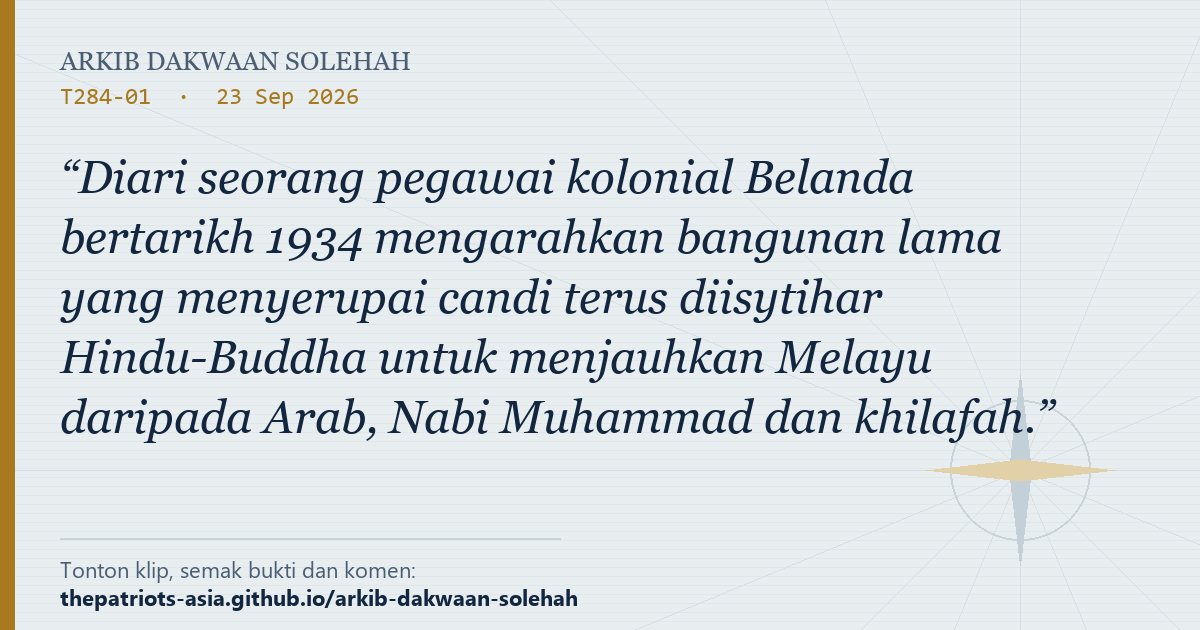 ARKIB DAKWAAN SOLEHAH
T284-01 · 23 Sep 2026
“Diari seorang pegawai kolonial Belanda
bertarikh 1934 mengarahkan bangunan lama
yang menyerupai candi terus diisytihar
Hindu-Buddha untuk menjauhkan Melayu
daripada Arab, Nabi Muhammad dan khilafah.”
Tonton klip, semak bukti dan komen:
thepatriots-asia.github.io/arkib-dakwaan-solehah